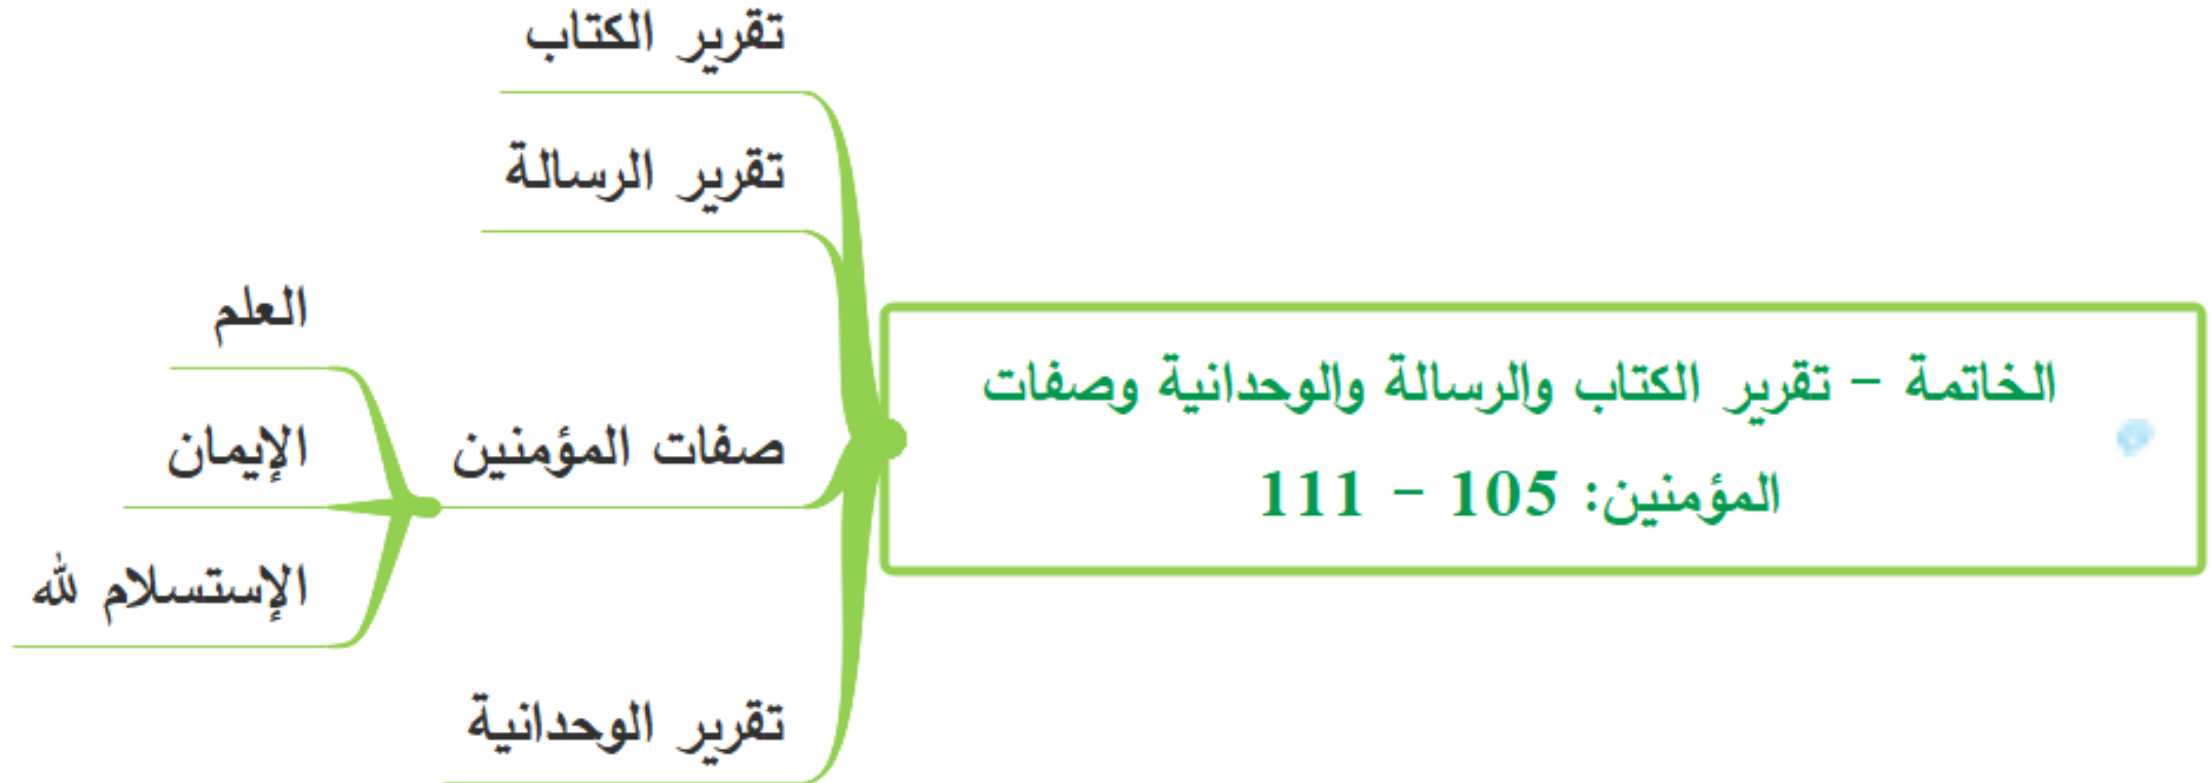 الخاتمة – تقرير الكتاب والرسالة والوحدانية وصفات
المؤمنين: 105 – 111
تقرير الكتاب
تقرير الرسالة
صفات المؤمنين
العلم
الإيمان
الإستسلام لله
تقرير الوحدانية